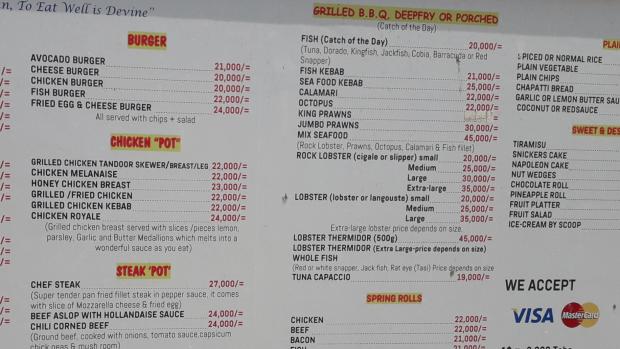 n, To Eat Well is Devine"
BURGER
AVOCADO BURGER 21,000/=
CHEESE BURGER 20,000/=
CHICKEN BURGER 20,000/=
FISH BURGER 22,000/=
FRIED EGG & CHEESE BURGER 24,000/=
All served with chips + salad
CHICKEN "POT"
GRILLED CHICKEN TANDOOR SKEWER/BREAST/LEG 22,000/=
CHICKEN MELANAISE 22,000/=
HONEY CHICKEN BREAST 23,000/=
GRILLED /FRIED CHICKEN 22,000/=
GRILLED CHICKEN KEBAB 22,000/=
CHICKEN ROYALE 24,000/=
(Grilled chicken breast served with slices /pieces lemon,
parsley, Garlic and Butter Medallions which melts into a
wonderful sauce as you eat)
STEAK 'POT'
CHEF STEAK 27,000/=
(Super tender pan fried fillet steak in pepper sauce, it comes
with slice of Mozzarella cheese & fried egg)
BEEF ASLOP WITH HOLLANDAISE SAUCE 24,000/=
CHILI CORNED BEEF 24,000/=
(Ground beef, cooked with onions, tomato sauce,capsicum
chick peas & mush room)
GRILLED B.B.Q, DEEPFRY OR PORCHED
(Catch of the Day)
FISH (Catch of the Day) 20,000/=
(Tuna, Dorado, Kingfish, Jackfish, Cobia, Barracuda or Red
Snapper)
FISH KEBAB 21,000/=
SEA FOOD KEBAB 25,000/=
CALAMARI 22,000/=
OCTOPUS 22,000/=
KING PRAWNS
JUMBO PRAWNS 30,000/=
MIX SEAFOOD 45,000/=
(Rock Lobster, Prawns, Octopus, Calamari & Fish fillet)
ROCK LOBSTER (cigale or slipper) small 20,000/=
Medium 25,000/=
Large 30,000/=
Extra-large 35,000/=
LOBSTER (lobster or langouste) small 20,000/=
Medium 25,000/=
Large 35,000/=
Extra-large lobster price depends on size
LOBSTER THERMIDOR (500g) 45,000/=
LOBSTER THERMIDOR (Extra Large-price depends on size)
WHOLE FISH
(Red or white snapper, Jack fish, Rat eye (Tasi) Price depends on size
TUNA CAPACCIO 19,000/=
SPRING ROLLS
CHICKEN 22,000/=
BEEF 22,000/=
BACON 21,000/=
PLAI
SPICED OR NORMAL RICE
PLAIN VEGETABLE
PLAIN CHIPS
CHAPATTI BREAD
GARLIC OR LEMON BUTTER SAU
COCONUT OR REDSAUCE
SWEET & DES
TIRAMISU
SNICKERS CAKE
NAPOLEON CAKE
NUT WEDGES
CHOCOLATE ROLL
PINEAPPLE ROLL
FRUIT PLATTER
FRUIT SALAD
ICE-CREAM BY SCOOP
WE ACCEPT
VISA MasterCard